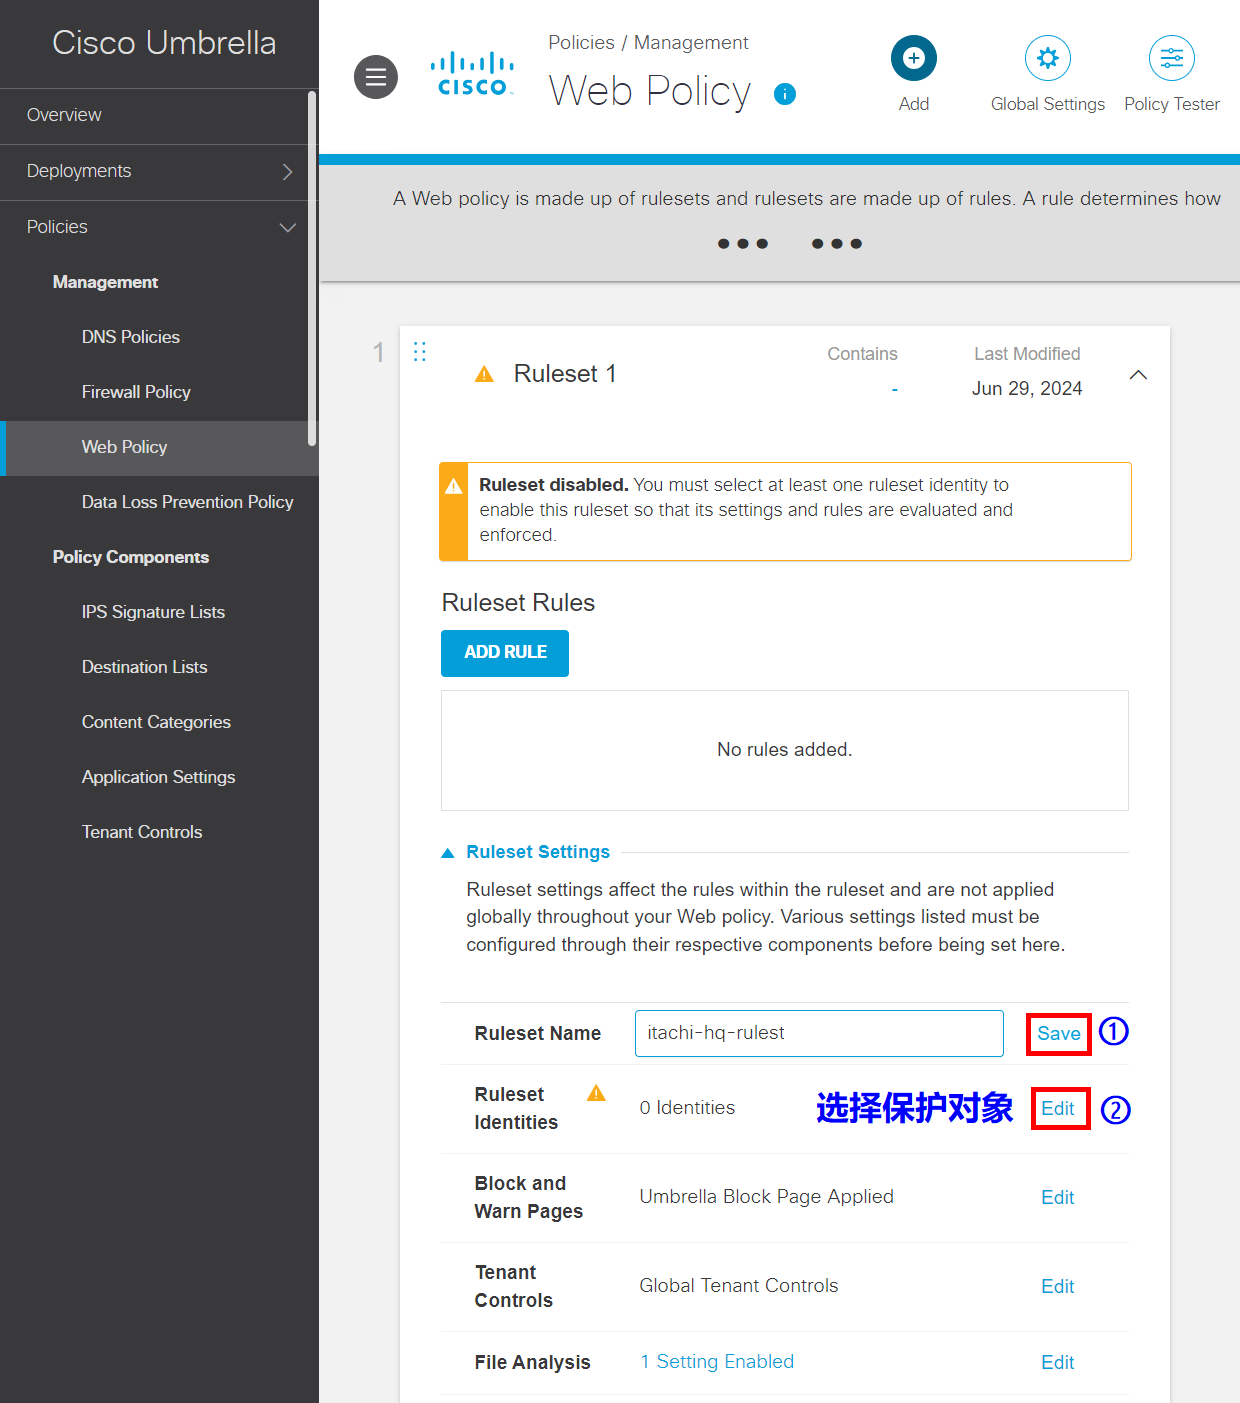 Cisco Umbrella
Overview
Deployments
Policies
Management
DNS Policies
Firewall Policy
Web Policy
Data Loss Prevention Policy
Policy Components
IPS Signature Lists
Destination Lists
Content Categories
Application Settings
Tenant Controls
CISCO
Policies / Management
Web Policy
Add
Global Settings
Policy Tester
A Web policy is made up of rulesets and rulesets are made up of rules. A rule determines how
1
Ruleset 1
Contains
-
Last Modified
Jun 29, 2024
Ruleset disabled. You must select at least one ruleset identity to
enable this ruleset so that its settings and rules are evaluated and
enforced.
Ruleset Rules
ADD RULE
No rules added.
Ruleset Settings
Ruleset settings affect the rules within the ruleset and are not applied
globally throughout your Web policy. Various settings listed must be
configured through their respective components before being set here.
Ruleset Name
itachi-hq-rulest
Save ①
Ruleset
Identities
0 Identities
选择保护对象
Edit ②
Block and
Warn Pages
Umbrella Block Page Applied
Edit
Tenant
Controls
Global Tenant Controls
Edit
File Analysis
1 Setting Enabled
Edit